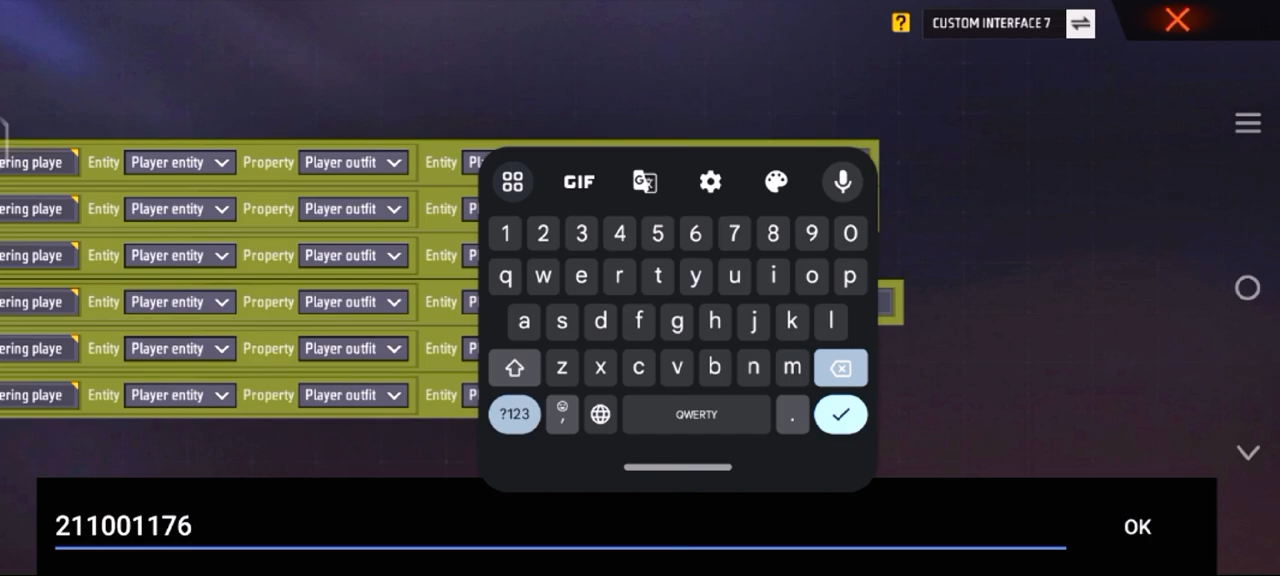 ? CUSTOM INTERFACE 7
ering playe Entity Player entity Property Player outfit Entity
ering playe Entity Player entity Property Player outfit Entity
ering playe Entity Player entity Property Player outfit Entity
ering playe Entity Player entity Property Player outfit Entity
ering playe Entity Player entity Property Player outfit Entity
ering playe Entity Player entity Property Player outfit Entity
GIF
1 2 3 4 5 6 7 8 9 0
q w e r t y u i o p
a s d f g h j k l
z x c v b n m
?123 , QWERTY .
211001176 OK